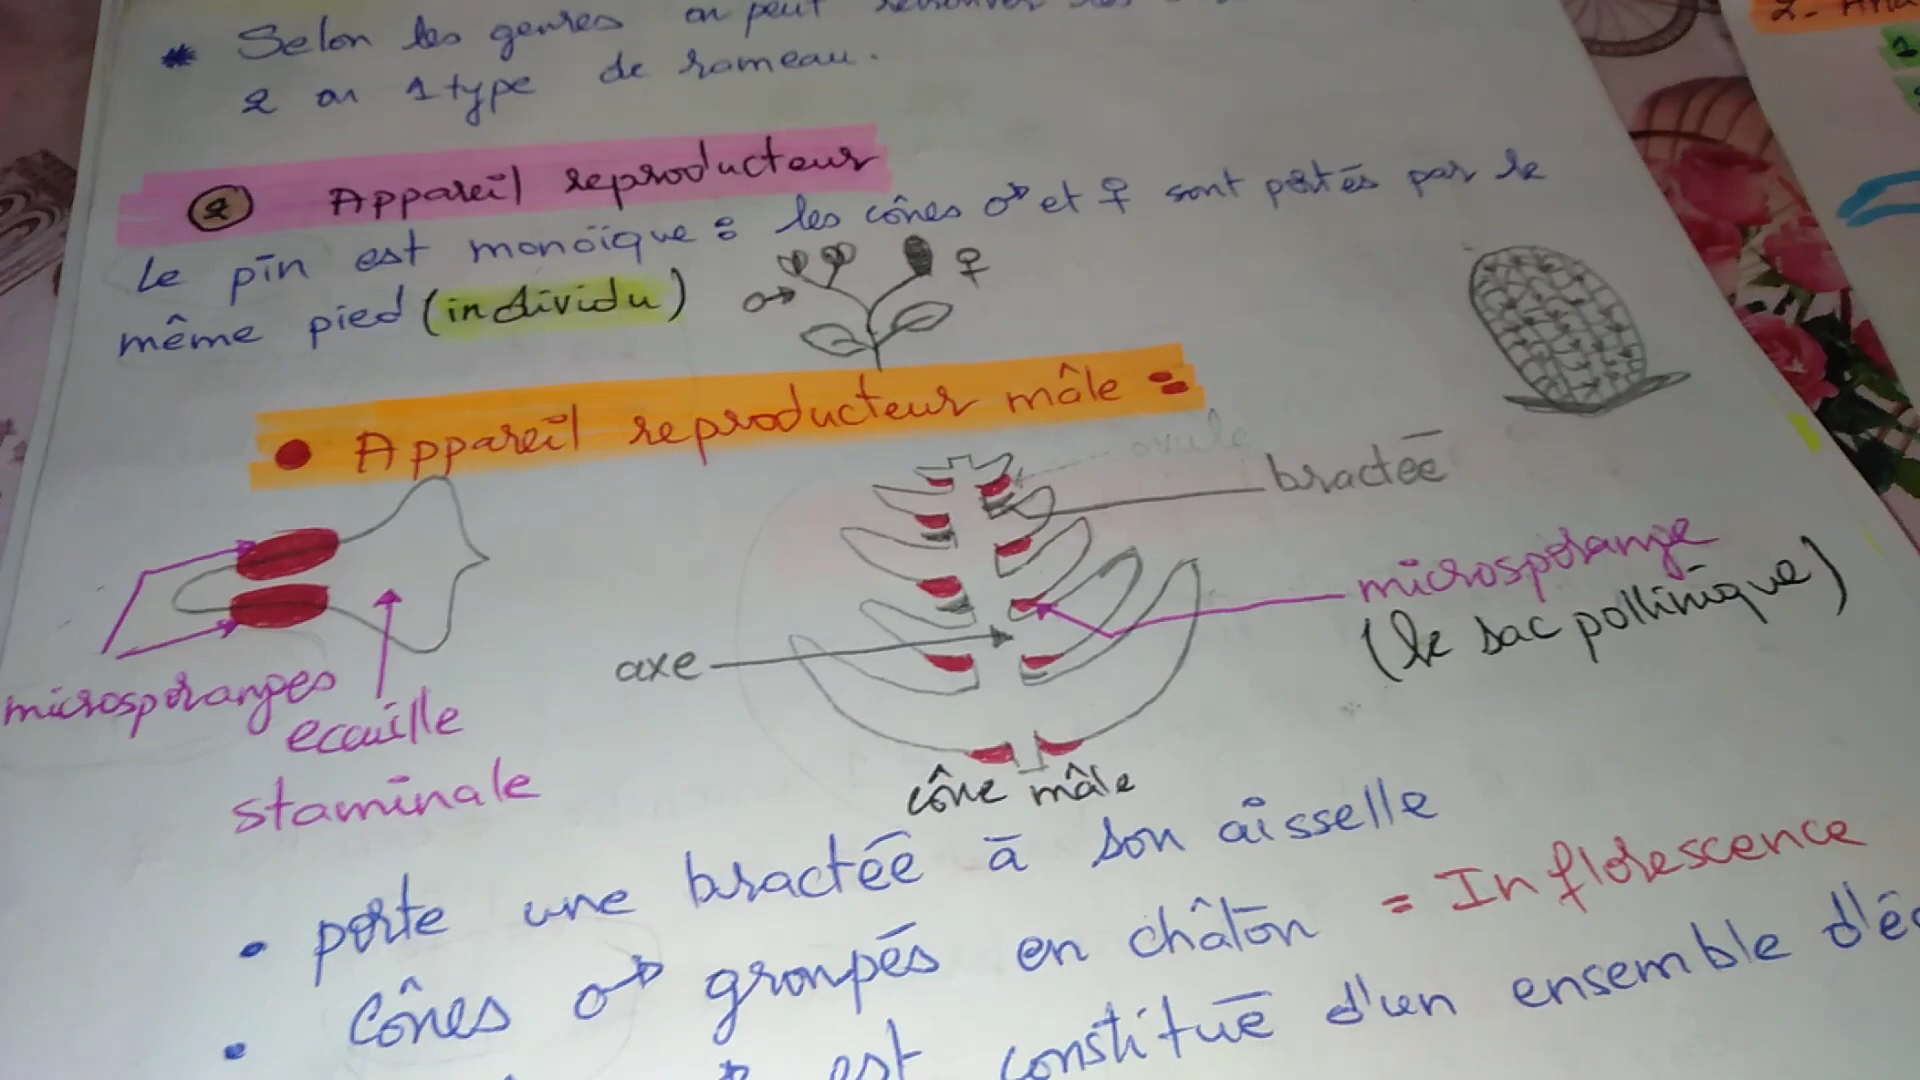 * Selon les genres on peut
2 ou 1 type de rameau.
② Appareil reproducteur
Le pin est monoïque : les cônes ♂ et ♀ sont portés par le
même pied (individu)
♂ ♀
• Appareil reproducteur mâle :
ovule
bractée
microsporange
(le sac pollinique)
axe
microsporanges
ecaille
staminale
cône mâle
• porte une bractée à son aisselle
• Cônes ♂ groupés en châton = Inflorescence
est constitué d'un ensemble